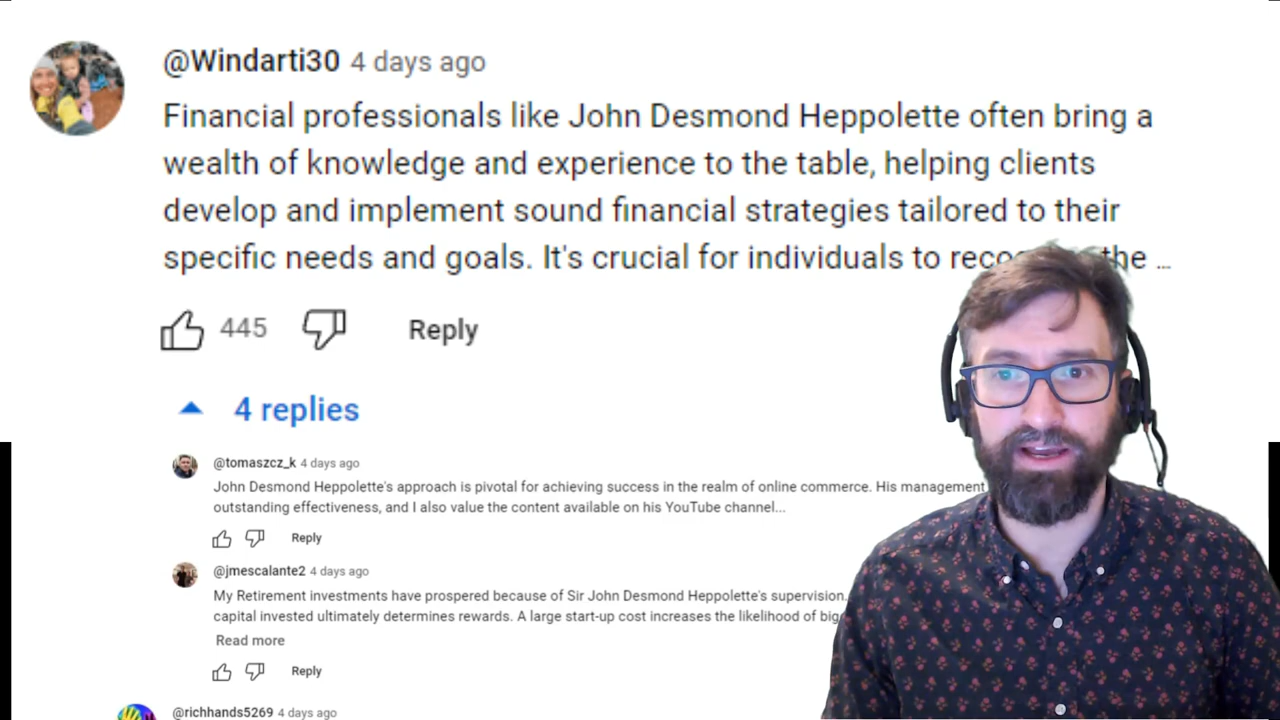 @Windarti30 4 days ago
Financial professionals like John Desmond Heppolette often bring a
wealth of knowledge and experience to the table, helping clients
develop and implement sound financial strategies tailored to their
specific needs and goals. It's crucial for individuals to the ...
445 Reply
4 replies
@tomaszcz_k 4 days ago
John Desmond Heppolette's approach is pivotal for achieving success in the realm of online commerce. His management
outstanding effectiveness, and I also value the content available on his YouTube channel...
Reply
@jmescalante2 4 days ago
My Retirement investments have prospered because of Sir John Desmond Heppolette's supervision.
capital invested ultimately determines rewards. A large start-up cost increases the likelihood of
Read more
Reply
@richhands5269 4 days ago